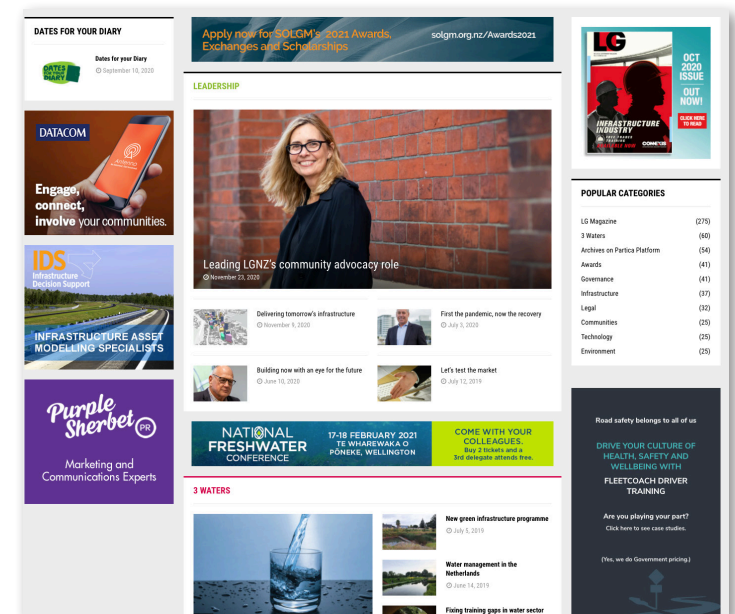 DATES FOR YOUR DIARY
DATES
FOR YOUR
DIARY
Dates for your Diary
September 10, 2020
DATACOM
Antenno
Engage,
connect,
involve your communities.
IDS
Infrastructure
Decision Support
INFRASTRUCTURE ASSET
MODELLING SPECIALISTS
Purple
Sherbet PR
Marketing and
Communications Experts
Apply now for SOLGM's 2021 Awards,
Exchanges and Scholarships
solgm.org.nz/Awards2021
LEADERSHIP
Leading LGNZ's community advocacy role
November 23, 2020
Delivering tomorrow's infrastructure
November 9, 2020
First the pandemic, now the recovery
July 3, 2020
Building now with an eye for the future
June 10, 2020
Let's test the market
July 12, 2019
NATIONAL
FRESHWATER
CONFERENCE
17-18 FEBRUARY 2021
TE WHAREWAKA O
PŌNEKE, WELLINGTON
COME WITH YOUR
COLLEAGUES.
Buy 2 tickets and a
3rd delegate attends free.
3 WATERS
New green infrastructure programme
July 5, 2019
Water management in the
Netherlands
June 14, 2019
Fixing training gaps in water sector
LG
INFRASTRUCTURE
INDUSTRY
CONNEXIS
OCT
2020
ISSUE
OUT
NOW!
CLICK HERE
TO READ
POPULAR CATEGORIES
LG Magazine (275)
3 Waters (60)
Archives on Partica Platform (54)
Awards (41)
Governance (41)
Infrastructure (37)
Legal (32)
Communities (25)
Technology (25)
Environment (25)
Road safety belongs to all of us
DRIVE YOUR CULTURE OF
HEALTH, SAFETY AND
WELLBEING WITH
FLEETCOACH DRIVER
TRAINING
Are you playing your part?
Click here to see case studies.
(Yes, we do Government pricing.)